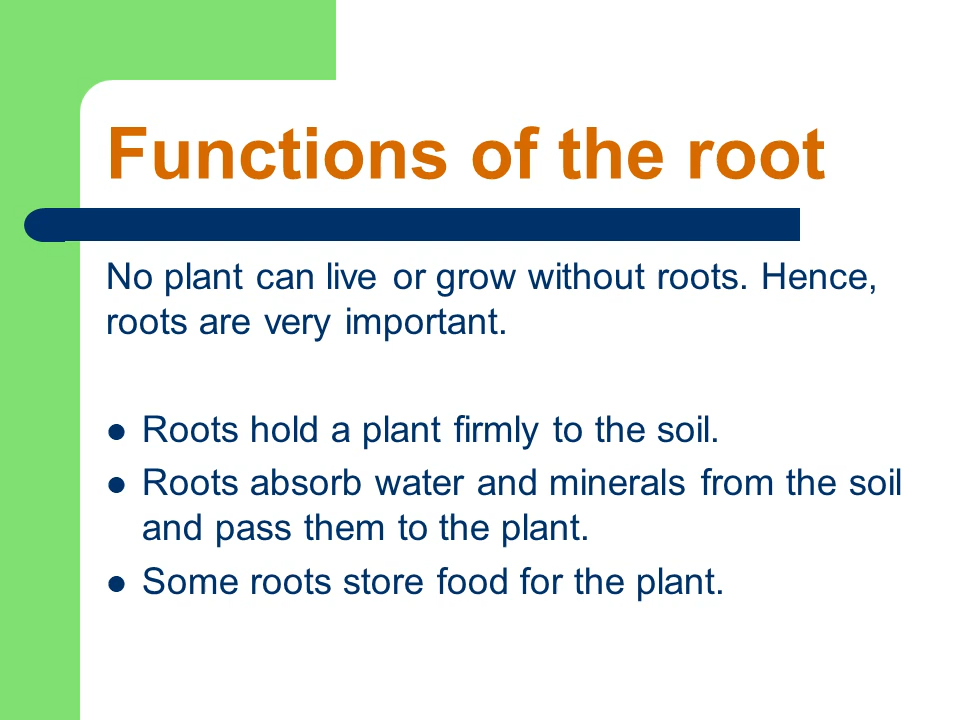 Functions of the root
No plant can live or grow without roots. Hence,
roots are very important.
● Roots hold a plant firmly to the soil.
● Roots absorb water and minerals from the soil
and pass them to the plant.
● Some roots store food for the plant.